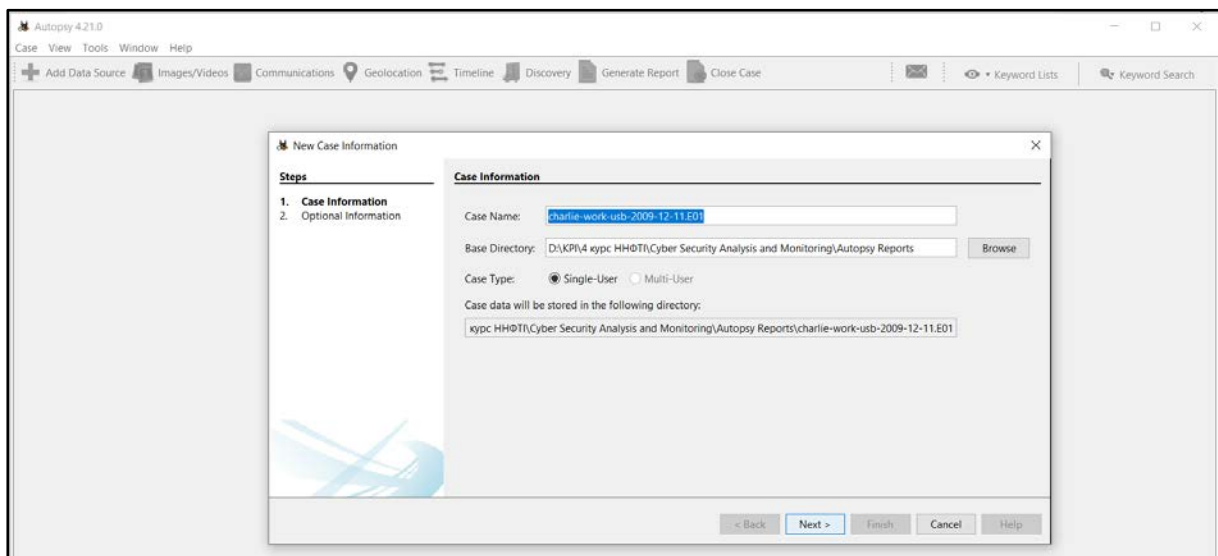 Autopsy 4.21.0
Case View Tools Window Help
Add Data Source Images/Videos Communications Geolocation Timeline Discovery Generate Report Close Case Keyword Lists Keyword Search
New Case Information
Steps
1. Case Information
2. Optional Information
Case Information
Case Name: charlie-work-usb-2009-12-11.E01
Base Directory: D:\KPI\4 курс ННФТІ\Cyber Security Analysis and Monitoring\Autopsy Reports Browse
Case Type: Single-User Multi-User
Case data will be stored in the following directory:
курс ННФТІ\Cyber Security Analysis and Monitoring\Autopsy Reports\charlie-work-usb-2009-12-11.E01
< Back Next > Finish Cancel Help